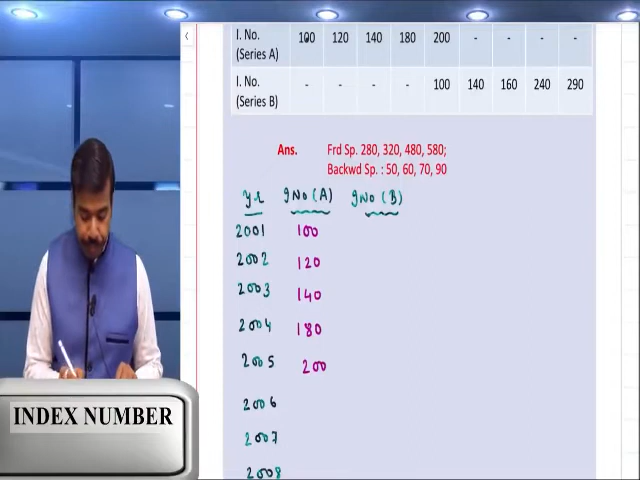 I. No. 100 120 140 180 200 - - - -
(Series A)
I. No. - - - - 100 140 160 240 290
(Series B)
Ans. Frd Sp. 280, 320, 480, 580;
Backwd Sp. : 50, 60, 70, 90
yr INo (A) INo (B)
2001 100
2002 120
2003 140
2004 180
2005 200
2006
2007
2008
INDEX NUMBER